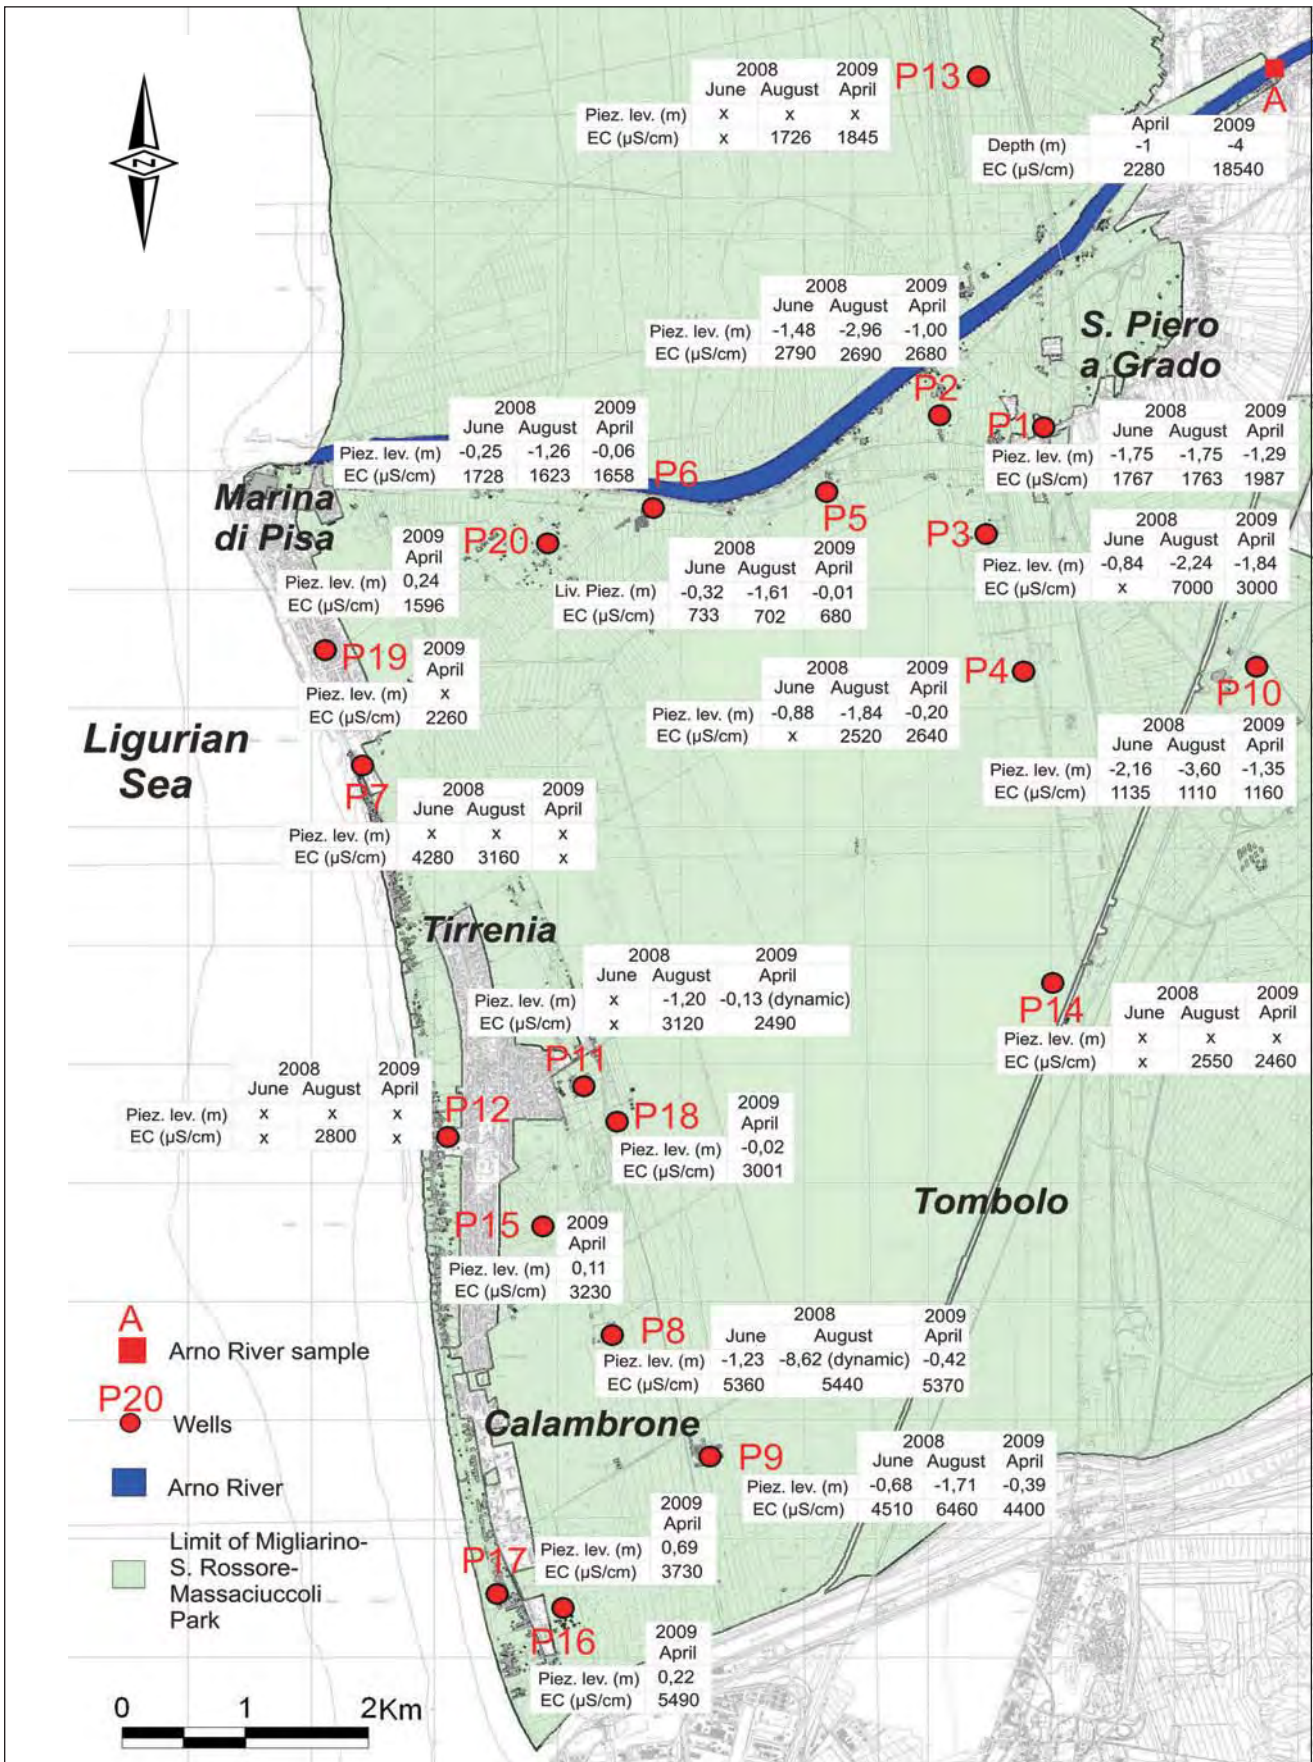 2008 2009
June August April
Piez. lev. (m) x x x
EC (µS/cm) x 1726 1845
P13
A
April 2009
Depth (m) -1 -4
EC (µS/cm) 2280 18540
N
2008 2009
June August April
Piez. lev. (m) -1,48 -2,96 -1,00
EC (µS/cm) 2790 2690 2680
S. Piero
a Grado
P2
P1
2008 2009
June August April
Piez. lev. (m) -1,75 -1,75 -1,29
EC (µS/cm) 1767 1763 1987
2008 2009
June August April
Piez. lev. (m) -0,25 -1,26 -0,06
EC (µS/cm) 1728 1623 1658
P6
P5
Marina
di Pisa
P20
2009
April
Piez. lev. (m) 0,24
EC (µS/cm) 1596
2008 2009
June August April
Liv. Piez. (m) -0,32 -1,61 -0,01
EC (µS/cm) 733 702 680
P3
2008 2009
June August April
Piez. lev. (m) -0,84 -2,24 -1,84
EC (µS/cm) x 7000 3000
P19
2009
April
Piez. lev. (m) x
EC (µS/cm) 2260
P4
2008 2009
June August April
Piez. lev. (m) -0,88 -1,84 -0,20
EC (µS/cm) x 2520 2640
P10
2008 2009
June August April
Piez. lev. (m) -2,16 -3,60 -1,35
EC (µS/cm) 1135 1110 1160
Ligurian
Sea
P7
2008 2009
June August April
Piez. lev. (m) x x x
EC (µS/cm) 4280 3160 x
Tirrenia
2008 2009
June August April
Piez. lev. (m) x -1,20 -0,13 (dynamic)
EC (µS/cm) x 3120 2490
P11
P14
2008 2009
June August April
Piez. lev. (m) x x x
EC (µS/cm) x 2550 2460
2008 2009
June August April
Piez. lev. (m) x x x
EC (µS/cm) x 2800 x
P12
P18
2009
April
Piez. lev. (m) -0,02
EC (µS/cm) 3001
Tombolo
P15
2009
April
Piez. lev. (m) 0,11
EC (µS/cm) 3230
P8
2008 2009
June August April
Piez. lev. (m) -1,23 -8,62 (dynamic) -0,42
EC (µS/cm) 5360 5440 5370
Calambrone
P9
2008 2009
June August April
Piez. lev. (m) -0,68 -1,71 -0,39
EC (µS/cm) 4510 6460 4400
2009
April
Piez. lev. (m) 0,69
EC (µS/cm) 3730
P17
P16
2009
April
Piez. lev. (m) 0,22
EC (µS/cm) 5490
A
Arno River sample
P20
Wells
Arno River
Limit of Migliarino-
S. Rossore-
Massaciuccoli
Park
0 1 2Km